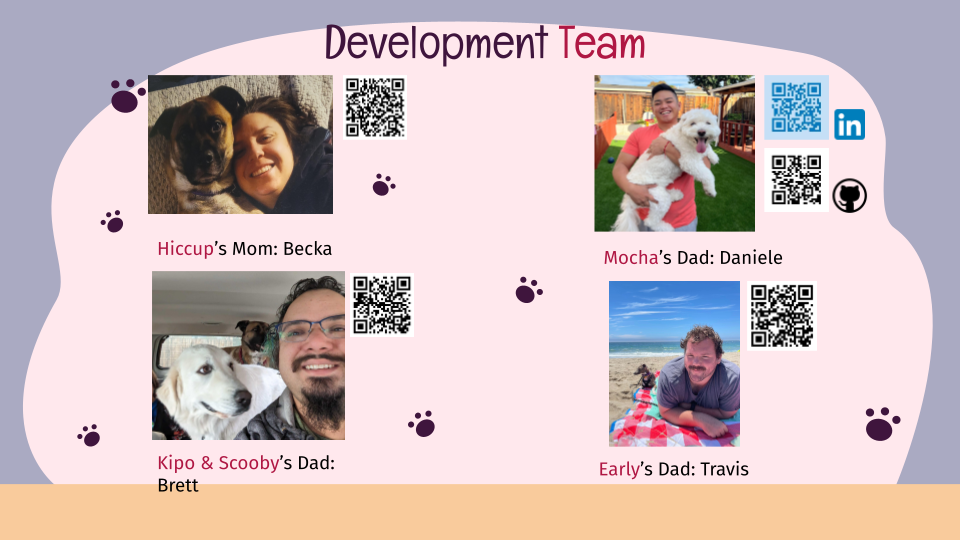 Development Team
Hiccup's Mom: Becka
in
Mocha's Dad: Daniele
Kipo & Scooby's Dad:
Brett
Early's Dad: Travis